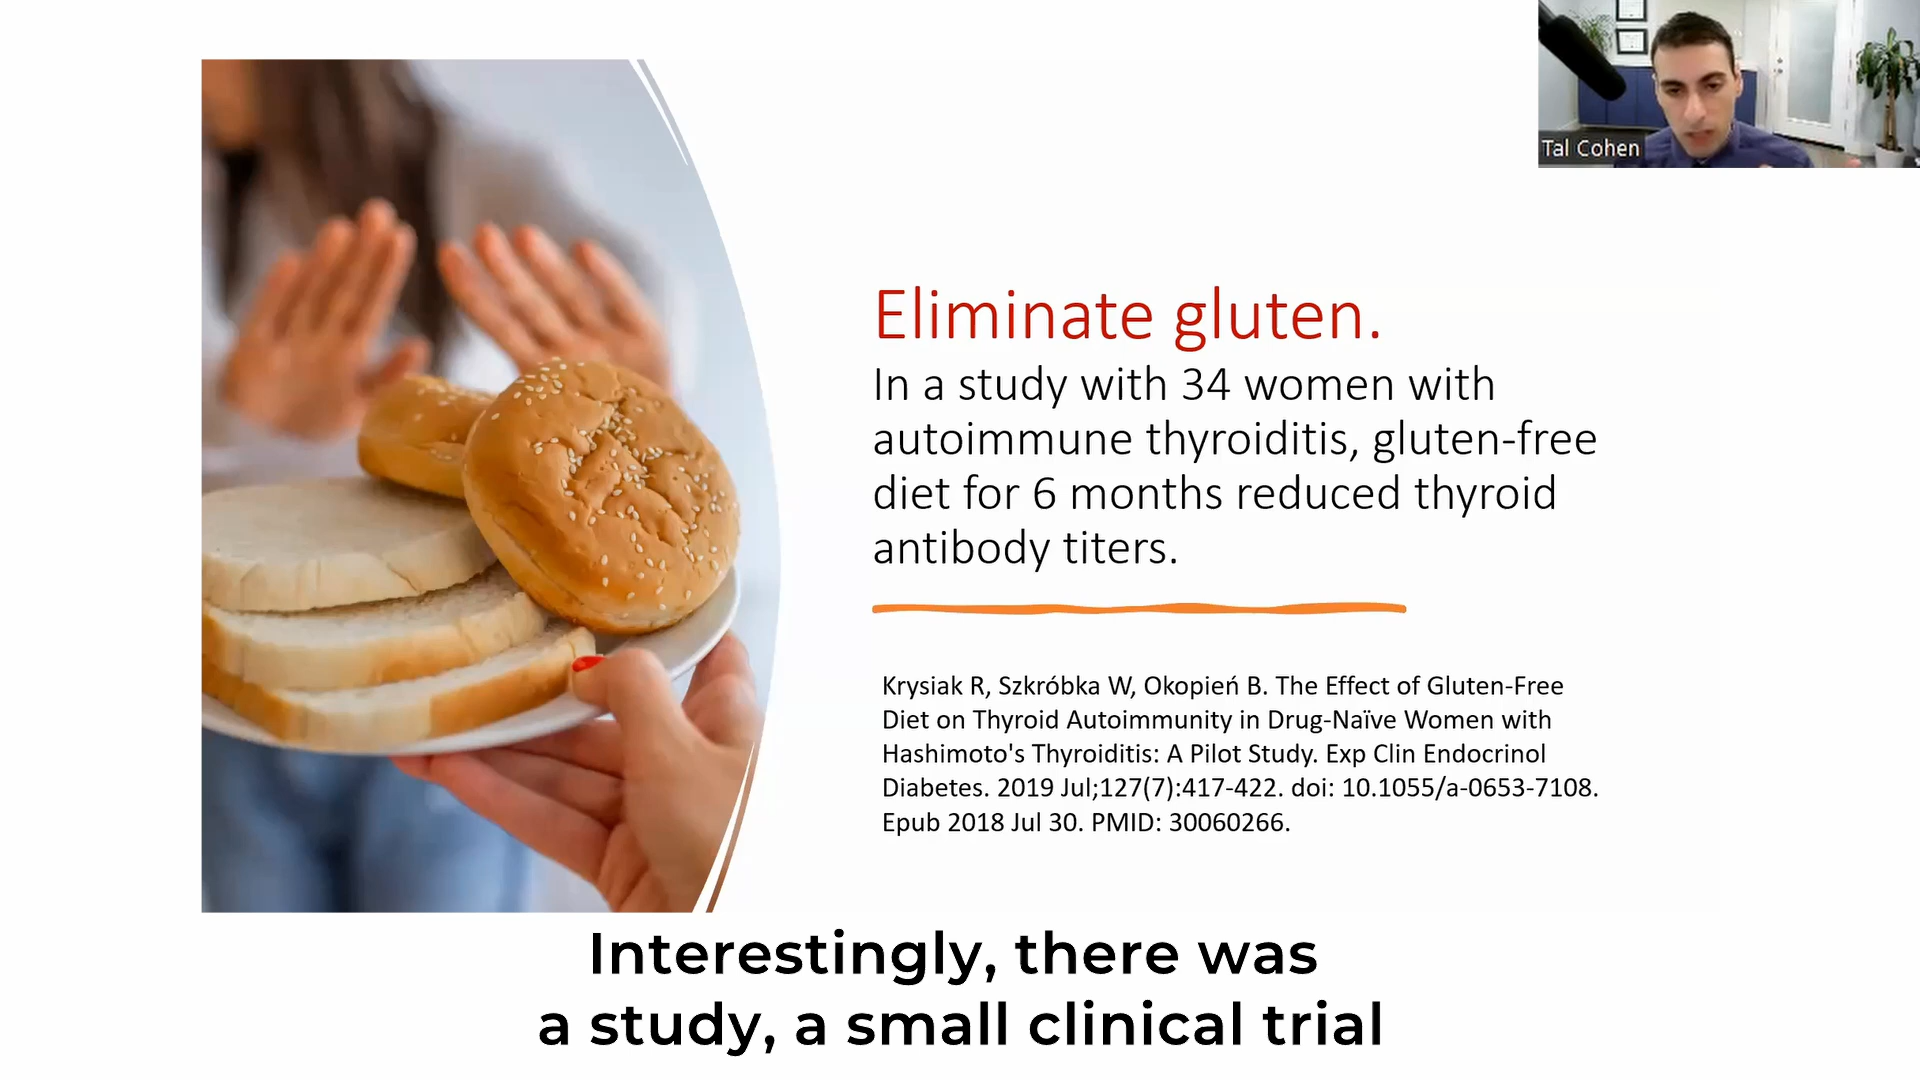 Tal Cohen
Eliminate gluten.
In a study with 34 women with
autoimmune thyroiditis, gluten-free
diet for 6 months reduced thyroid
antibody titers.
Krysiak R, Szkróbka W, Okopień B. The Effect of Gluten-Free
Diet on Thyroid Autoimmunity in Drug-Naïve Women with
Hashimoto's Thyroiditis: A Pilot Study. Exp Clin Endocrinol
Diabetes. 2019 Jul;127(7):417-422. doi: 10.1055/a-0653-7108.
Epub 2018 Jul 30. PMID: 30060266.
Interestingly, there was
a study, a small clinical trial